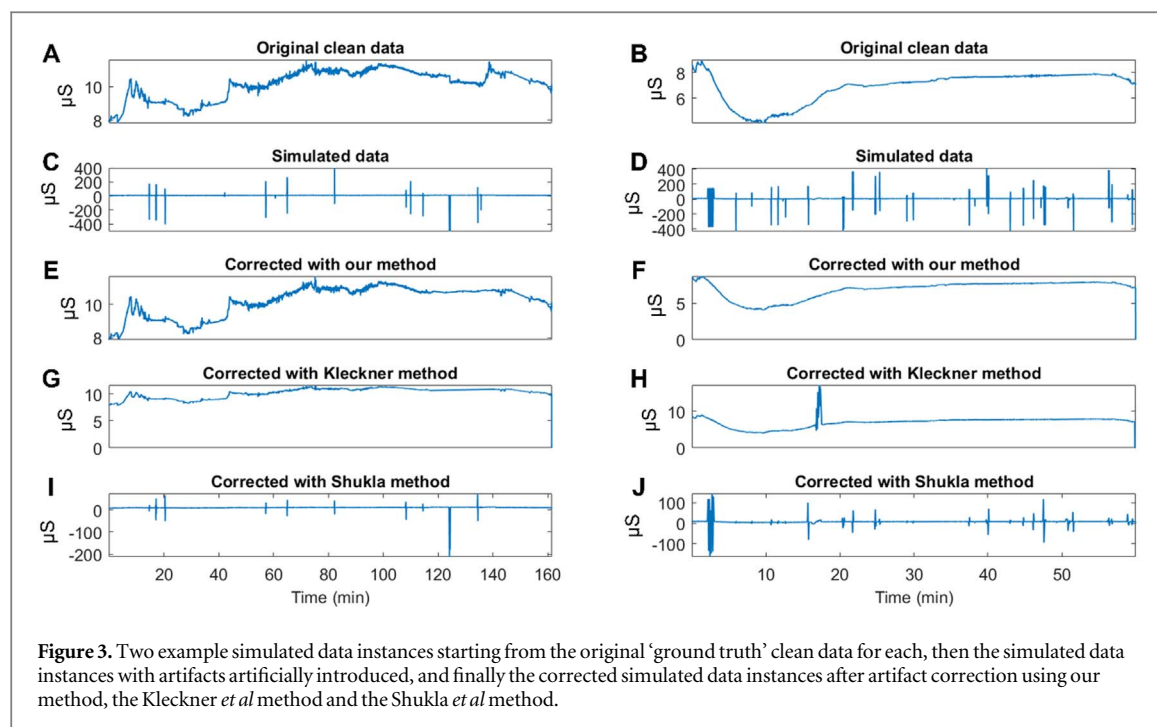 A
Original clean data
µS
10
8
B
Original clean data
µS
8
6
C
Simulated data
µS
400
200
0
-200
-400
D
Simulated data
µS
400
200
0
-200
-400
E
Corrected with our method
µS
10
8
F
Corrected with our method
µS
5
0
G
Corrected with Kleckner method
µS
10
5
0
H
Corrected with Kleckner method
µS
10
0
I
Corrected with Shukla method
µS
0
-100
-200
20 40 60 80 100 120 140 160
Time (min)
J
Corrected with Shukla method
µS
100
0
-100
10 20 30 40 50
Time (min)
Figure 3. Two example simulated data instances starting from the original ‘ground truth’ clean data for each, then the simulated data
instances with artifacts artificially introduced, and finally the corrected simulated data instances after artifact correction using our
method, the Kleckner et al method and the Shukla et al method.